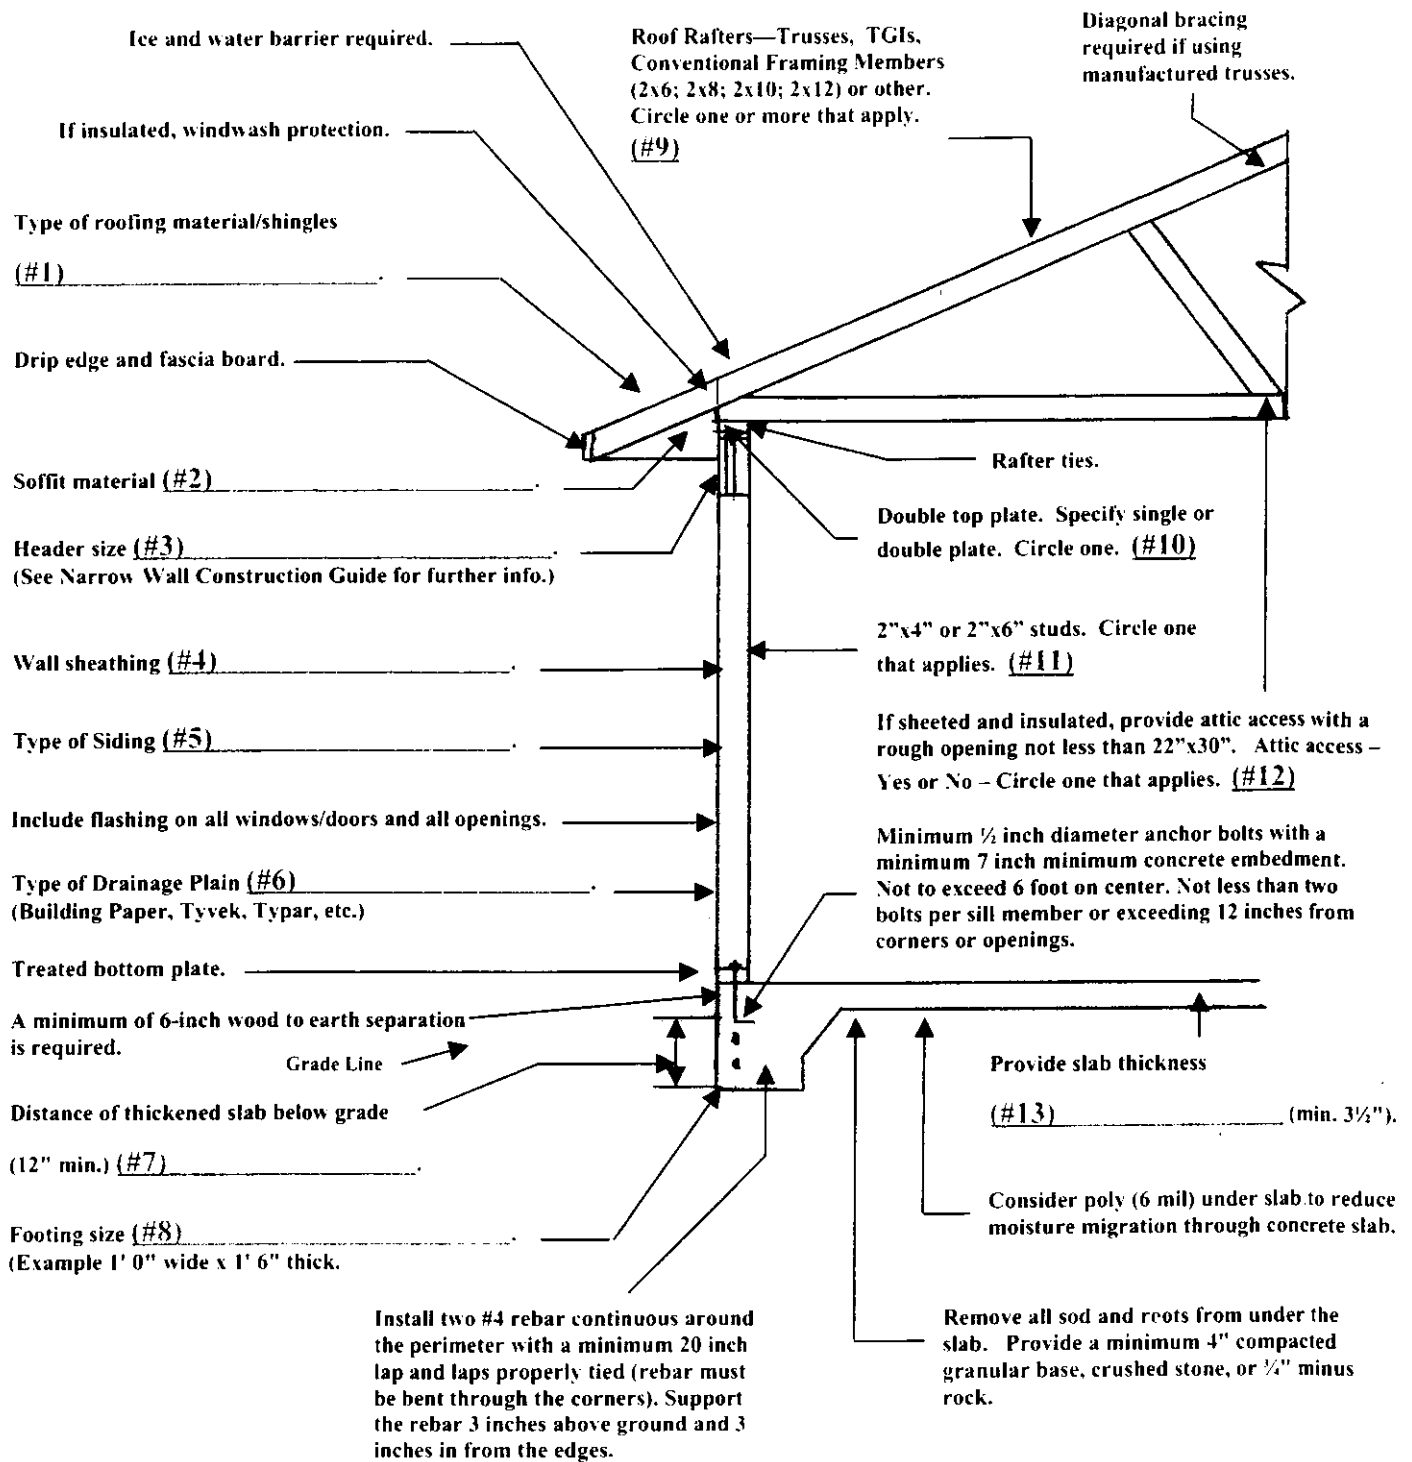 Ice and water barrier required.
If insulated, windwash protection.
Type of roofing material/shingles
(#1)
Drip edge and fascia board.
Soffit material (#2)
Header size (#3)
(See Narrow Wall Construction Guide for further info.)
Wall sheathing (#4)
Type of Siding (#5)
Include flashing on all windows/doors and all openings.
Type of Drainage Plain (#6)
(Building Paper, Tyvek, Typar, etc.)
Treated bottom plate.
A minimum of 6-inch wood to earth separation
is required.
Grade Line
Distance of thickened slab below grade
(12" min.) (#7)
Footing size (#8)
(Example 1' 0" wide x 1' 6" thick.
Install two #4 rebar continuous around
the perimeter with a minimum 20 inch
lap and laps properly tied (rebar must
be bent through the corners). Support
the rebar 3 inches above ground and 3
inches in from the edges.
Roof Rafters—Trusses, TGIs,
Conventional Framing Members
(2x6; 2x8; 2x10; 2x12) or other.
Circle one or more that apply.
(#9)
Diagonal bracing
required if using
manufactured trusses.
Rafter ties.
Double top plate. Specify single or
double plate. Circle one. (#10)
2"x4" or 2"x6" studs. Circle one
that applies. (#11)
If sheeted and insulated, provide attic access with a
rough opening not less than 22"x30". Attic access –
Yes or No – Circle one that applies. (#12)
Minimum ½ inch diameter anchor bolts with a
minimum 7 inch minimum concrete embedment.
Not to exceed 6 foot on center. Not less than two
bolts per sill member or exceeding 12 inches from
corners or openings.
Provide slab thickness
(#13) (min. 3½").
Consider poly (6 mil) under slab to reduce
moisture migration through concrete slab.
Remove all sod and roots from under the
slab. Provide a minimum 4" compacted
granular base, crushed stone, or ¾" minus
rock.